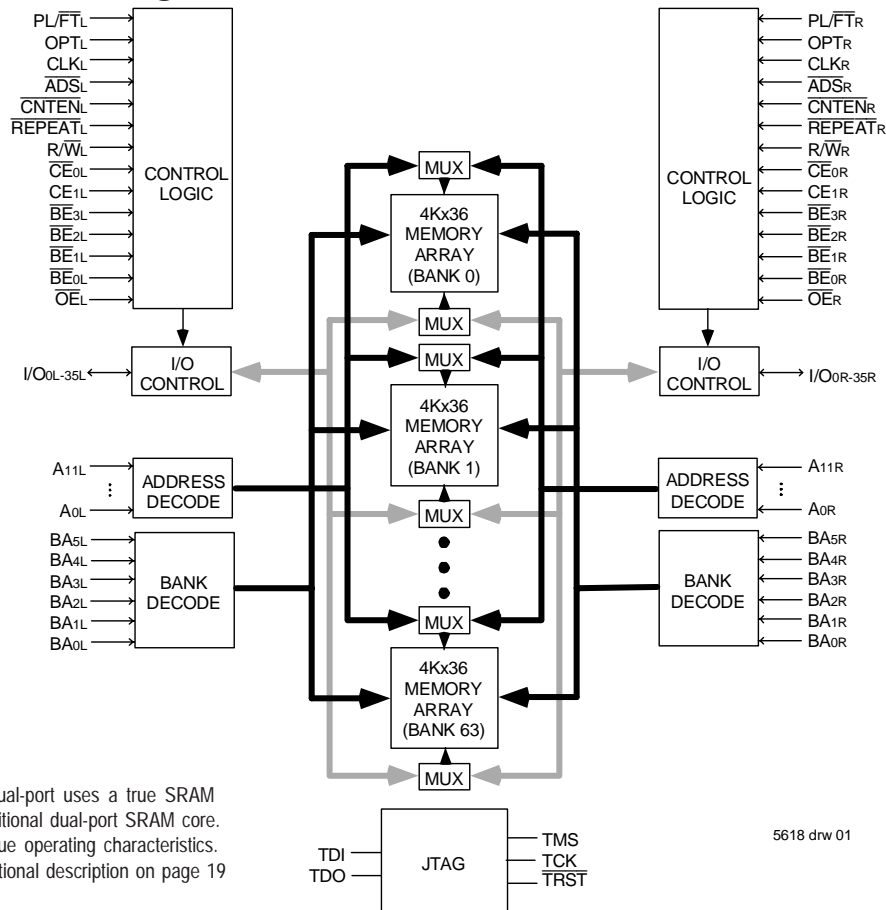 PL/FTL
OPTL
CLKL
ADSL
CNTENL
REPEATL
R/WL
CE0L
CE1L
BE3L
BE2L
BE1L
BE0L
OEL
CONTROL
LOGIC
I/O0L-35L
I/O
CONTROL
A11L
A0L
ADDRESS
DECODE
BA5L
BA4L
BA3L
BA2L
BA1L
BA0L
BANK
DECODE
MUX
4Kx36
MEMORY
ARRAY
(BANK 0)
MUX
MUX
4Kx36
MEMORY
ARRAY
(BANK 1)
MUX
MUX
4Kx36
MEMORY
ARRAY
(BANK 63)
MUX
PL/FTR
OPTR
CLKR
ADSR
CNTENR
REPEATR
R/WR
CE0R
CE1R
BE3R
BE2R
BE1R
BE0R
OER
CONTROL
LOGIC
I/O
CONTROL
I/O0R-35R
ADDRESS
DECODE
A11R
A0R
BANK
DECODE
BA5R
BA4R
BA3R
BA2R
BA1R
BA0R
ual-port uses a true SRAM
itional dual-port SRAM core.
ue operating characteristics.
tional description on page 19
TDI
TDO
JTAG
TMS
TCK
TRST
5618 drw 01